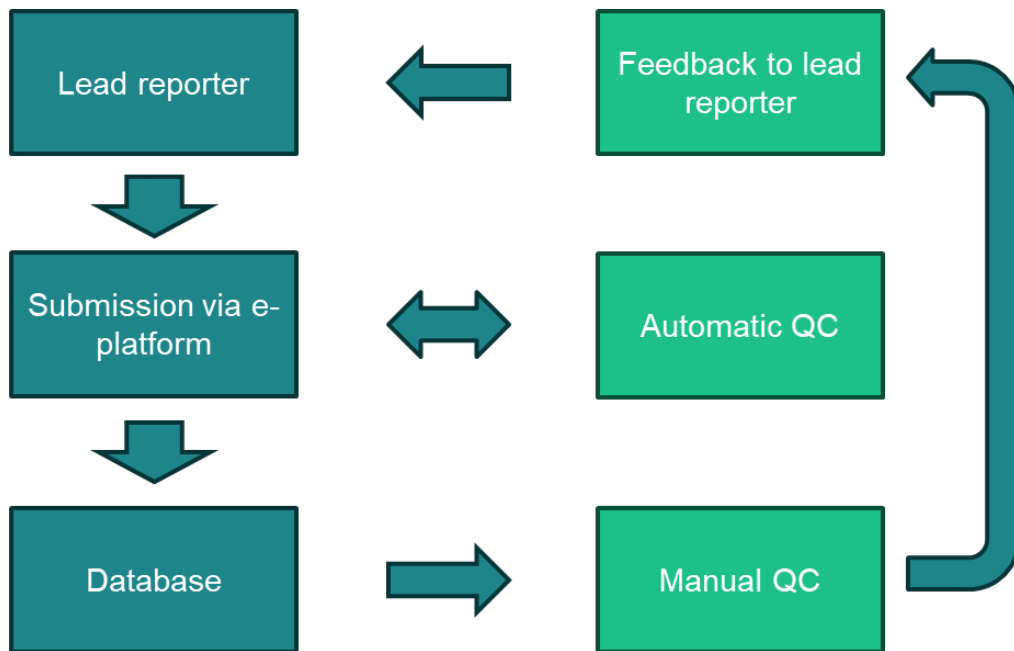 Lead reporter
Feedback to lead
reporter
Submission via e-
platform
Automatic QC
Database
Manual QC